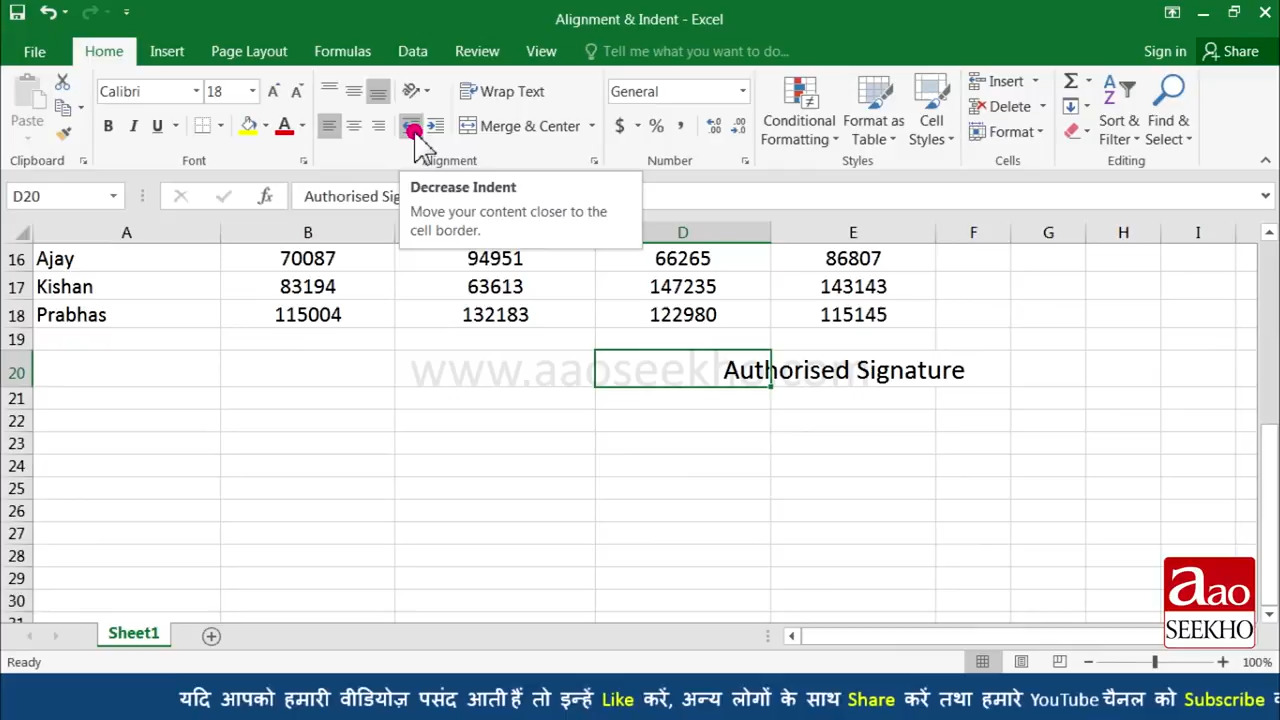 Alignment & Indent - Excel
File Home Insert Page Layout Formulas Data Review View Tell me what you want to do... Sign in Share
Paste
Calibri 18
B I U
Wrap Text
Merge & Center
General
$ % ,
Conditional Formatting
Format as Table
Cell Styles
Insert
Delete
Format
Sort & Filter
Find & Select
Clipboard Font Alignment Number Styles Cells Editing
D20 fx Authorised Sig
Decrease Indent
Move your content closer to the
cell border.
A B D E F G H I
16 Ajay 70087 94951 66265 86807
17 Kishan 83194 63613 147235 143143
18 Prabhas 115004 132183 122980 115145
19
20 Authorised Signature
www.aaoseekho.com
21
22
23
24
25
26
27
28
29
30
31
aao
SEEKHO
Sheet1
Ready 100%
यदि आपको हमारी वीडियोज़ पसंद आती हैं तो इन्हें Like करें, अन्य लोगों के साथ Share करें तथा हमारे YouTube चैनल को Subscribe